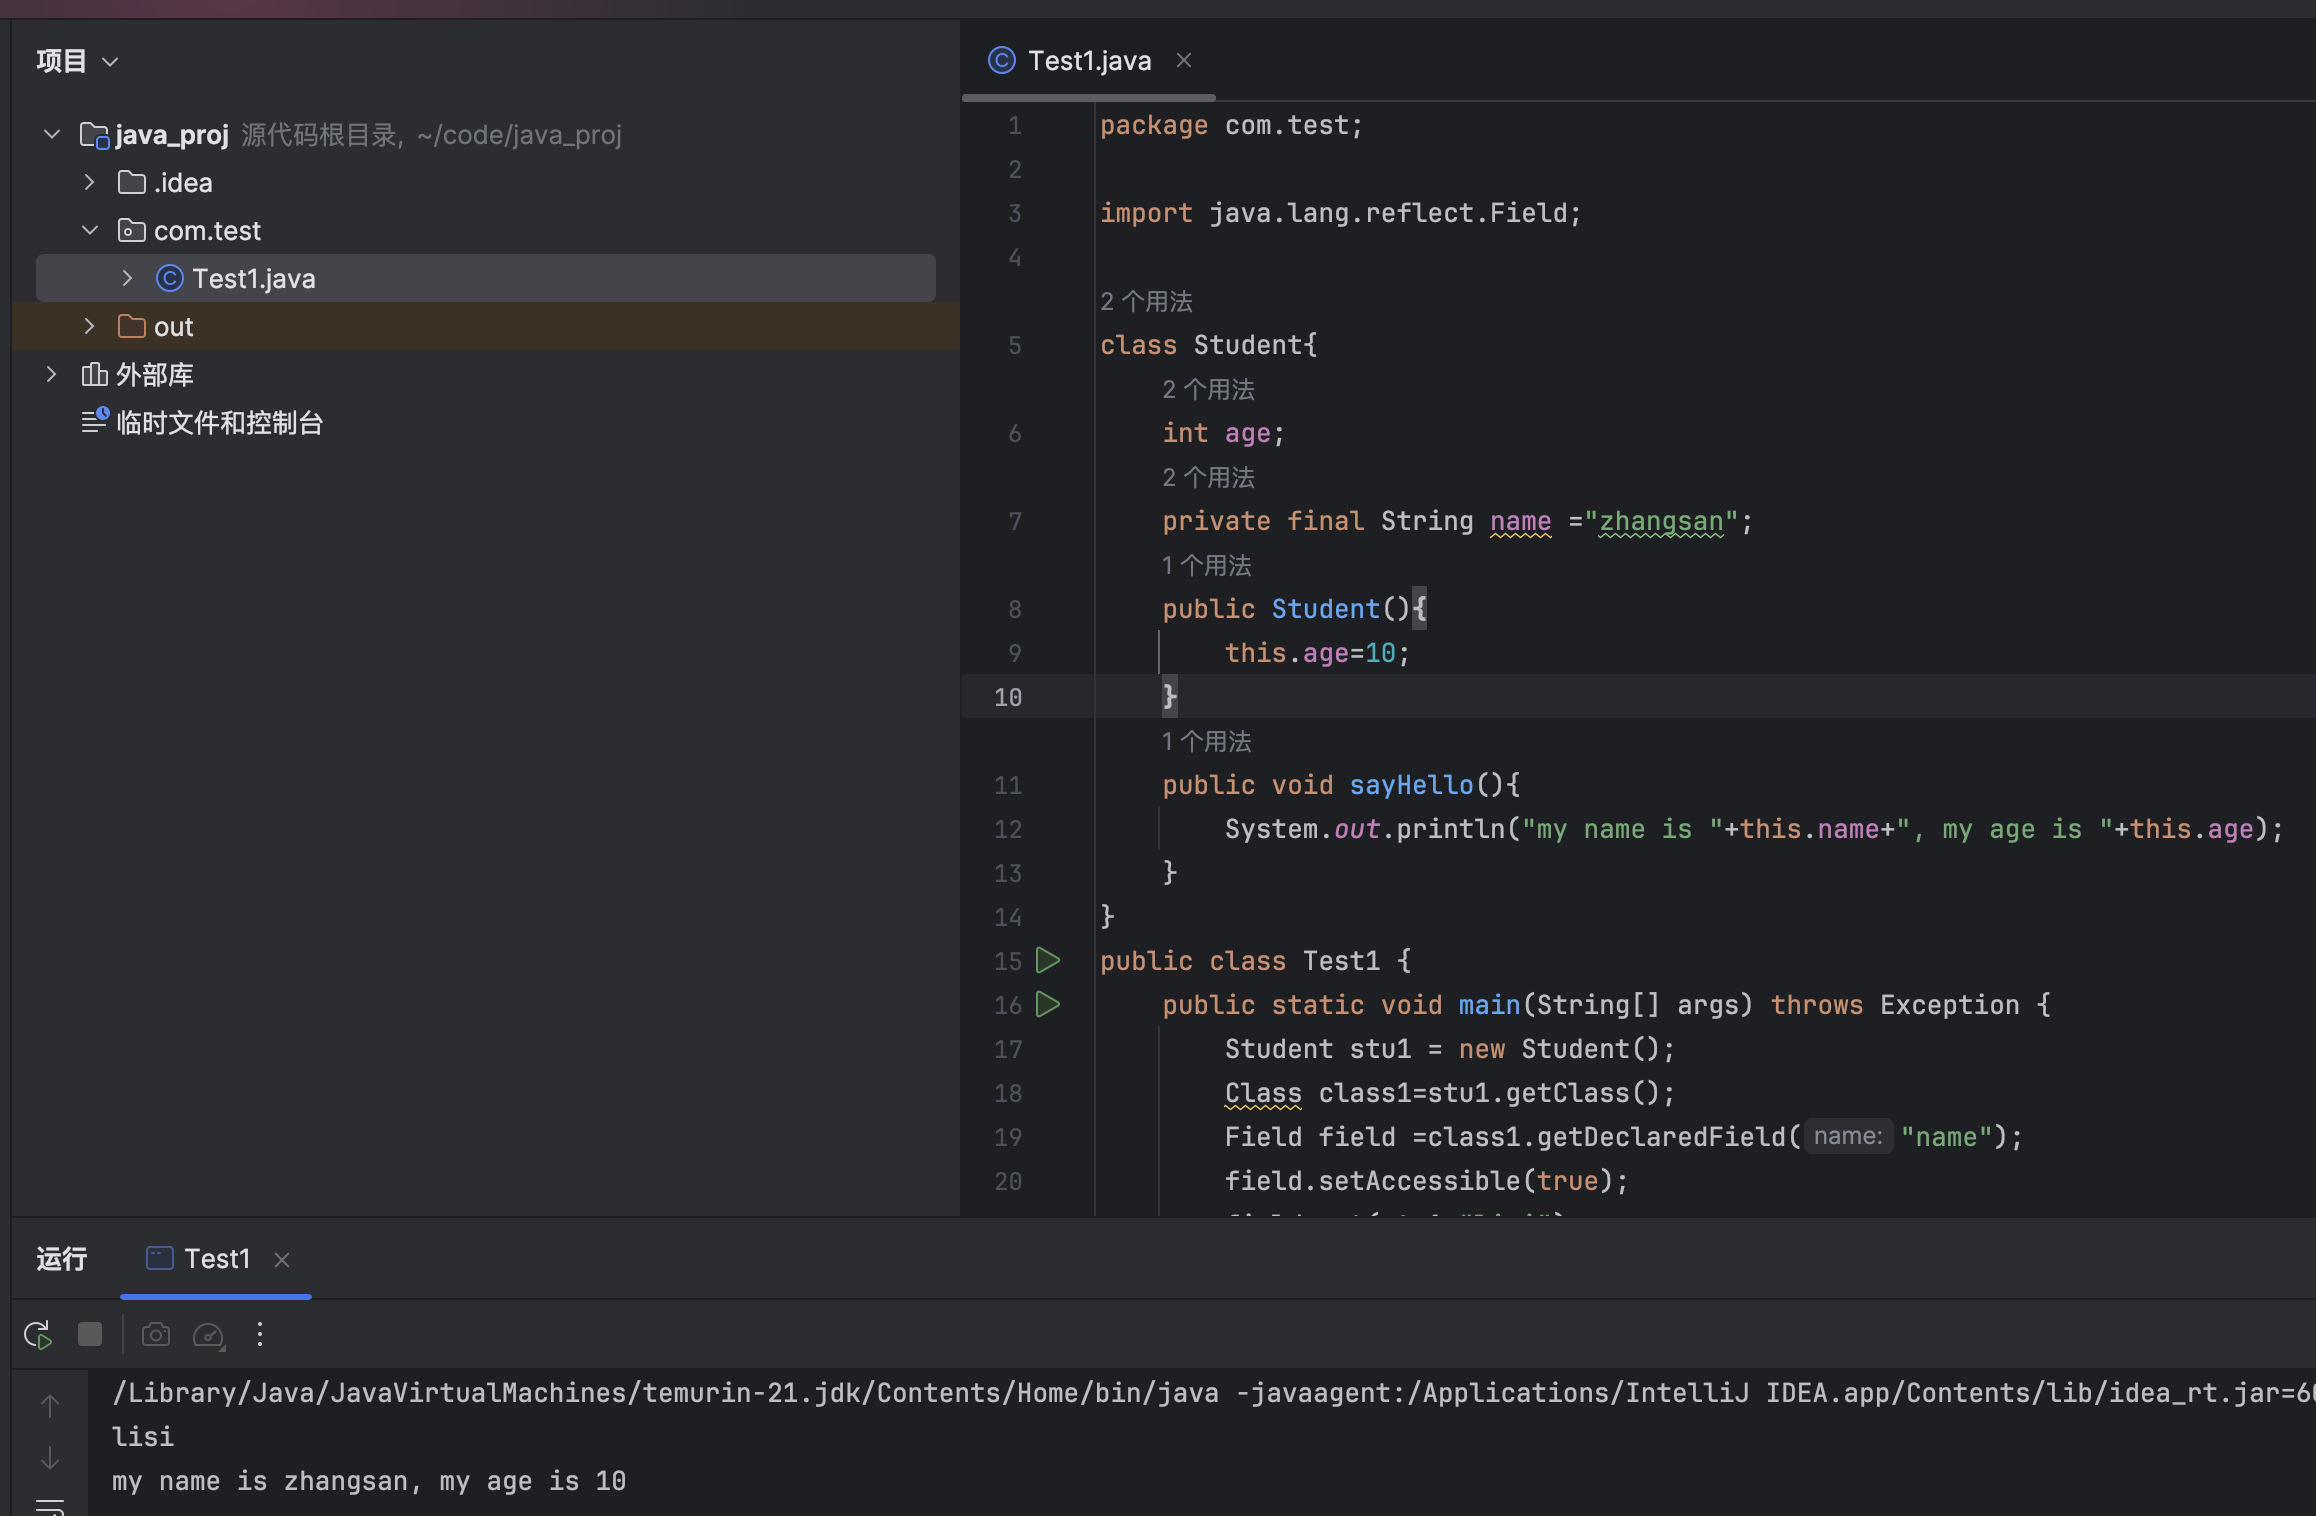 项目
java_proj 源代码根目录, ~/code/java_proj
.idea
com.test
Test1.java
out
外部库
临时文件和控制台
Test1.java
1 package com.test;
2
3 import java.lang.reflect.Field;
4
2 个用法
5 class Student{
2 个用法
6 int age;
2 个用法
7 private final String name ="zhangsan";
1 个用法
8 public Student(){
9 this.age=10;
10 }
1 个用法
11 public void sayHello(){
12 System.out.println("my name is "+this.name+", my age is "+this.age);
13 }
14 }
15 public class Test1 {
16 public static void main(String[] args) throws Exception {
17 Student stu1 = new Student();
18 Class class1=stu1.getClass();
19 Field field =class1.getDeclaredField( name: "name");
20 field.setAccessible(true);
运行 Test1
/Library/Java/JavaVirtualMachines/temurin-21.jdk/Contents/Home/bin/java -javaagent:/Applications/IntelliJ IDEA.app/Contents/lib/idea_rt.jar=6
lisi
my name is zhangsan, my age is 10